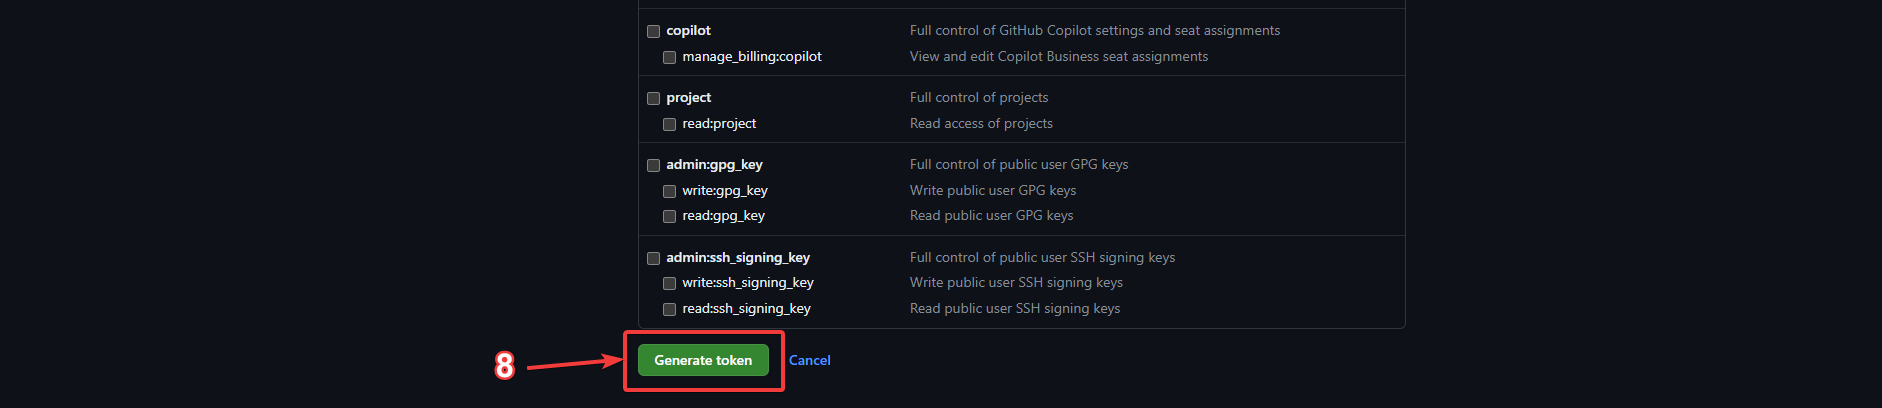 copilot Full control of GitHub Copilot settings and seat assignments
manage_billing:copilot View and edit Copilot Business seat assignments
project Full control of projects
read:project Read access of projects
admin:gpg_key Full control of public user GPG keys
write:gpg_key Write public user GPG keys
read:gpg_key Read public user GPG keys
admin:ssh_signing_key Full control of public user SSH signing keys
write:ssh_signing_key Write public user SSH signing keys
read:ssh_signing_key Read public user SSH signing keys
8 Generate token Cancel